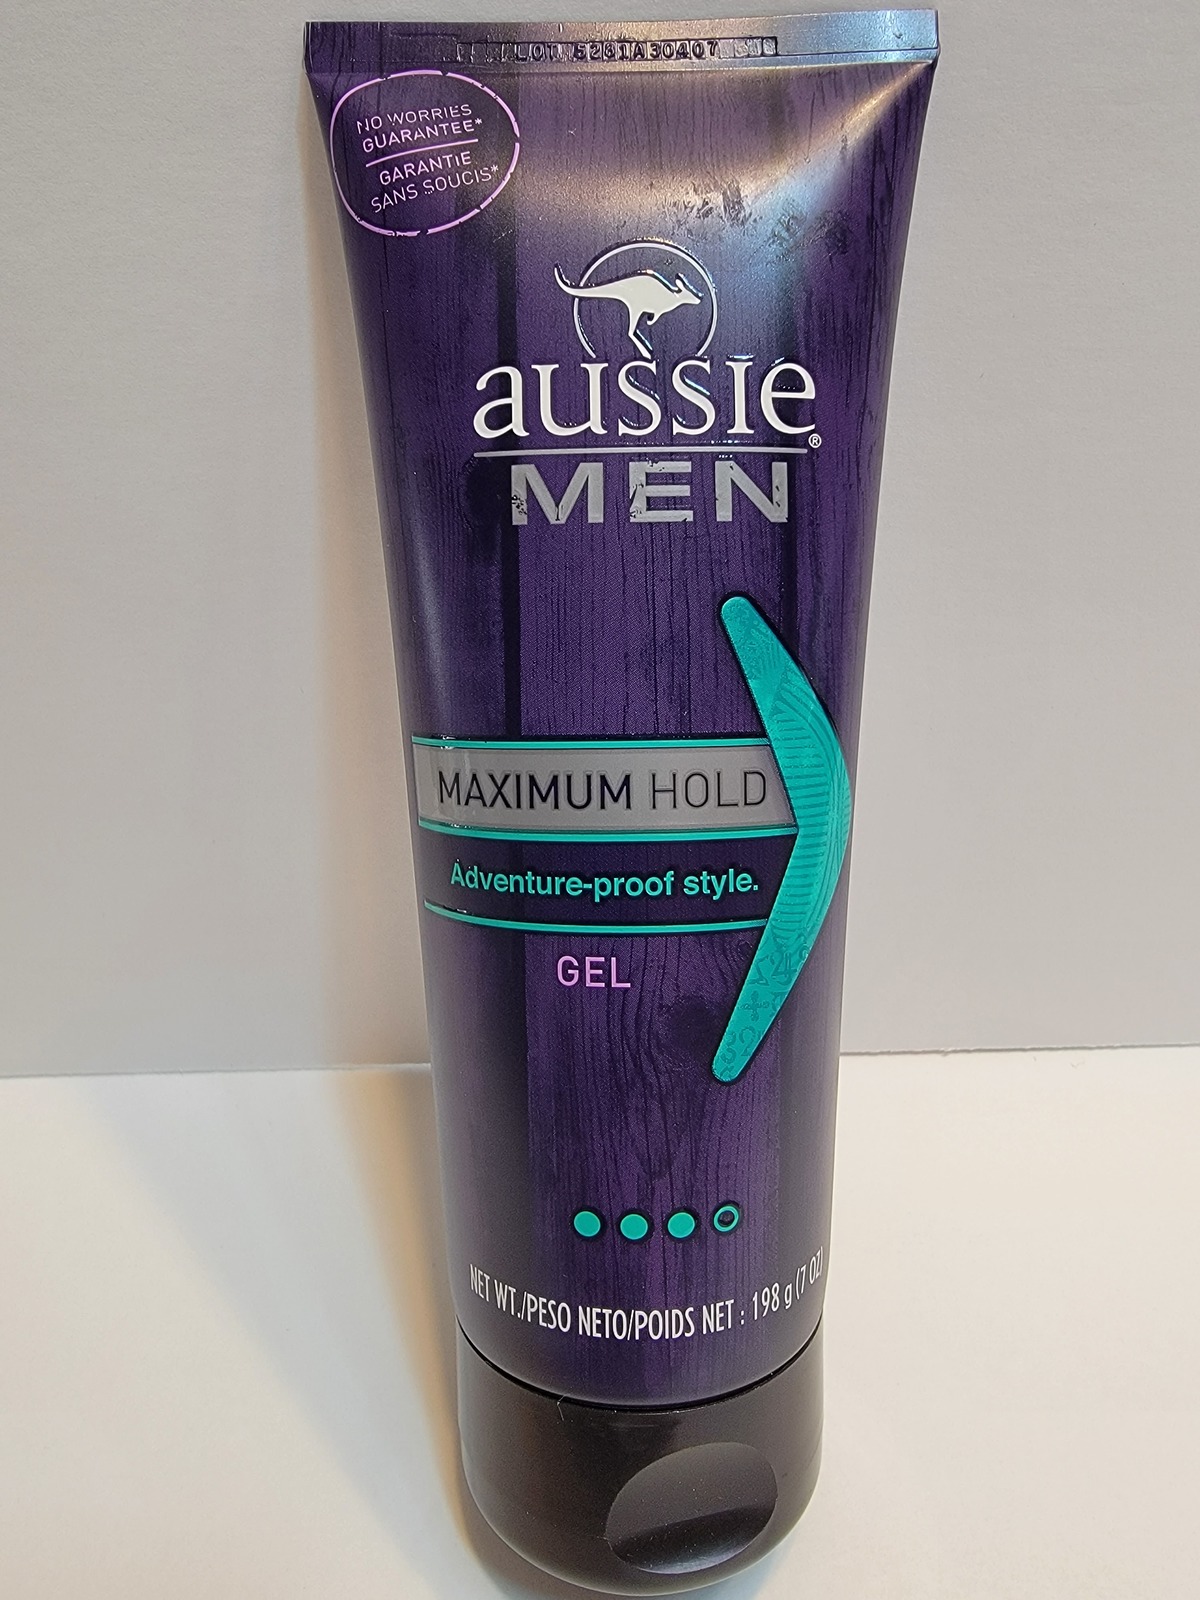 LOT 5281A30407
NO WORRIES
GUARANTEE*
GARANTIE
SANS SOUCIS*
aussie®
MEN
MAXIMUM HOLD
Adventure-proof style.
GEL
NET WT./PESO NETO/POIDS NET : 198 g (7 OZ)